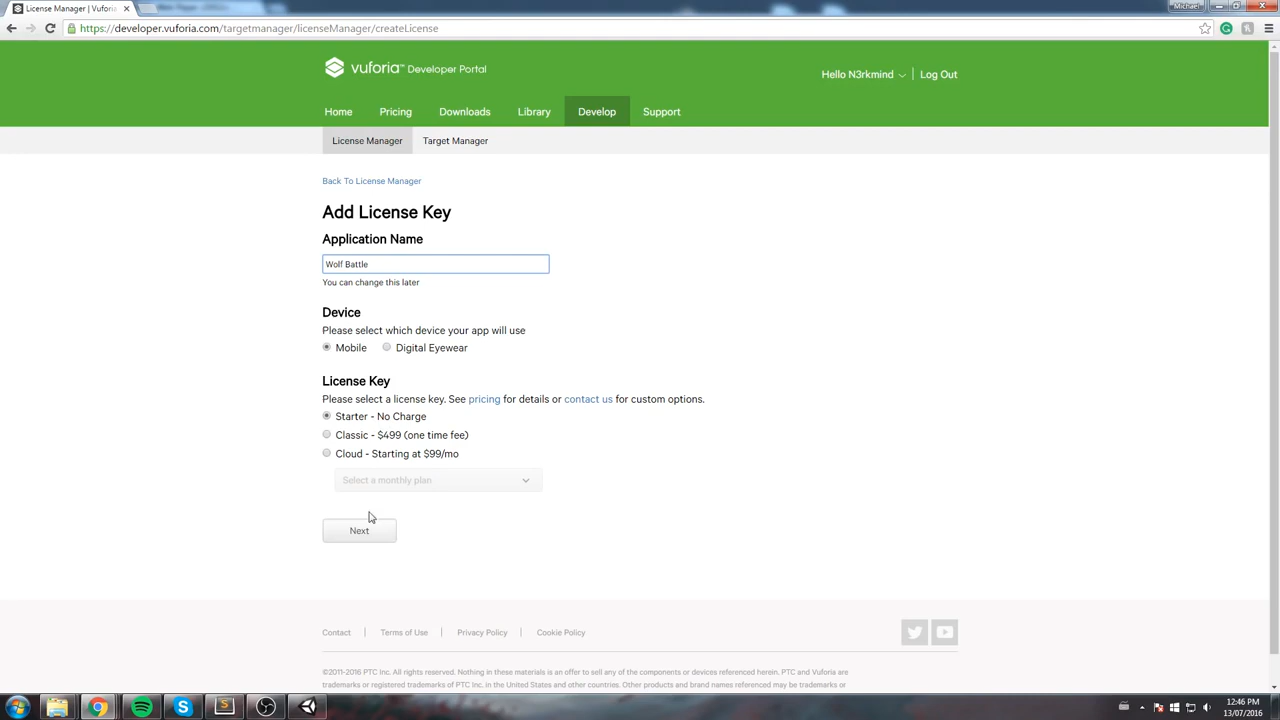 License Manager | Vuforia
Michael
https://developer.vuforia.com/targetmanager/licenseManager/createLicense
vuforia™ Developer Portal
Hello N3rkmind
Log Out
Home
Pricing
Downloads
Library
Develop
Support
License Manager
Target Manager
Back To License Manager
Add License Key
Application Name
Wolf Battle
You can change this later
Device
Please select which device your app will use
Mobile
Digital Eyewear
License Key
Please select a license key. See pricing for details or contact us for custom options.
Starter - No Charge
Classic - $499 (one time fee)
Cloud - Starting at $99/mo
Select a monthly plan
Next
Contact
Terms of Use
Privacy Policy
Cookie Policy
©2011-2016 PTC Inc. All rights reserved. Nothing in these materials is an offer to sell any of the components or devices referenced herein. PTC and Vuforia are
trademarks or registered trademarks of PTC Inc. in the United States and other countries. Other products and brand names referenced may be trademarks or
12:46 PM
13/07/2016